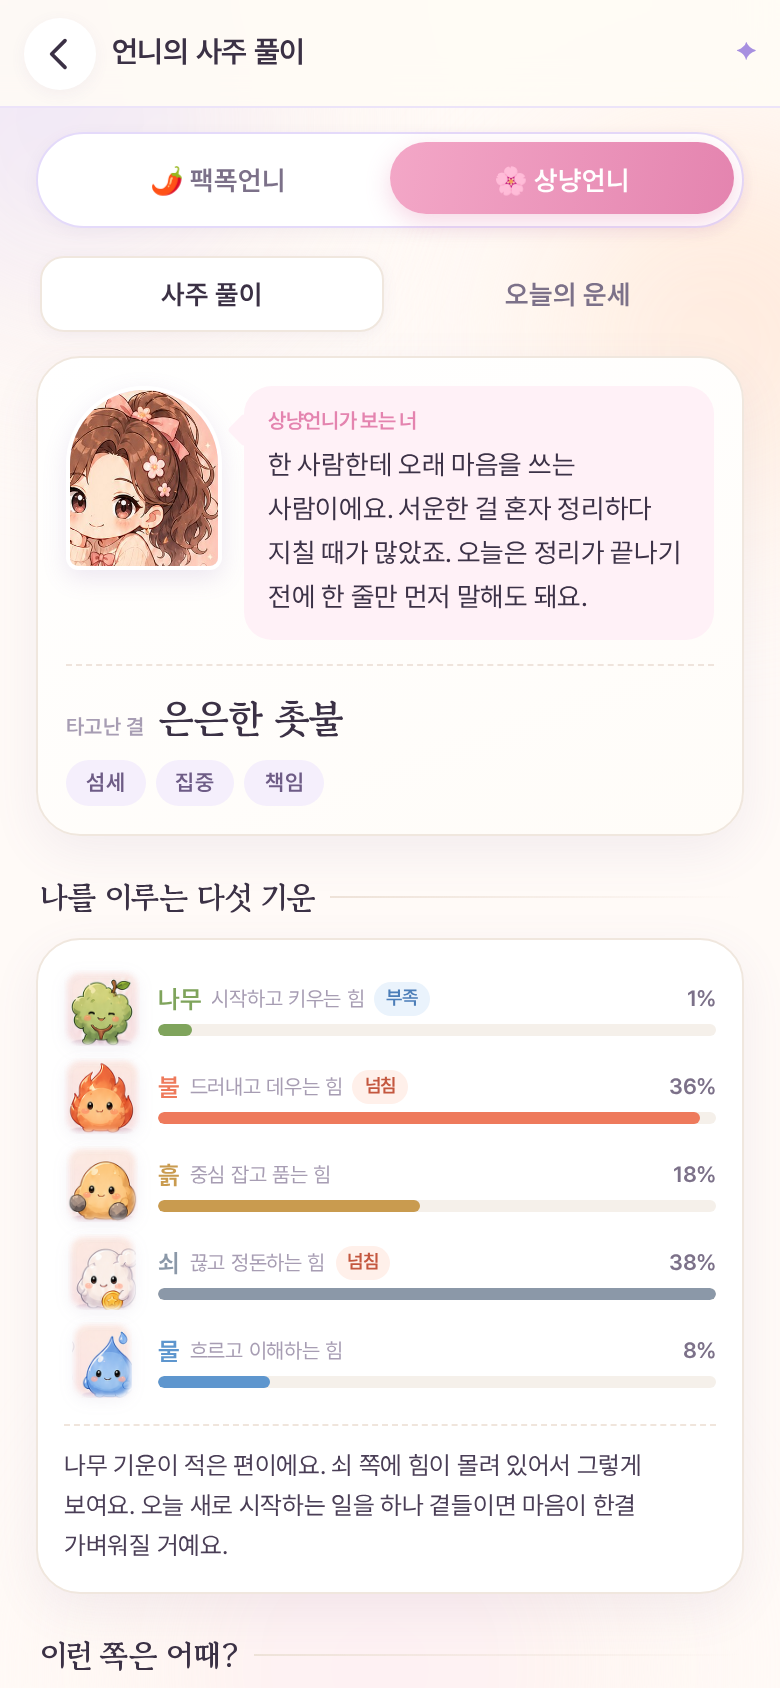 언니의 사주 풀이
🌶️ 팩폭언니
🌸 상냥언니
사주 풀이
오늘의 운세
상냥언니가 보는 너
한 사람한테 오래 마음을 쓰는
사람이에요. 서운한 걸 혼자 정리하다
지칠 때가 많았죠. 오늘은 정리가 끝나기
전에 한 줄만 먼저 말해도 돼요.
타고난 결 은은한 촛불
섬세 집중 책임
나를 이루는 다섯 기운
나무 시작하고 키우는 힘 부족 1%
불 드러내고 데우는 힘 넘침 36%
흙 중심 잡고 품는 힘 18%
쇠 끊고 정돈하는 힘 넘침 38%
물 흐르고 이해하는 힘 8%
나무 기운이 적은 편이에요. 쇠 쪽에 힘이 몰려 있어서 그렇게
보여요. 오늘 새로 시작하는 일을 하나 곁들이면 마음이 한결
가벼워질 거예요.
이런 쪽은 어때?